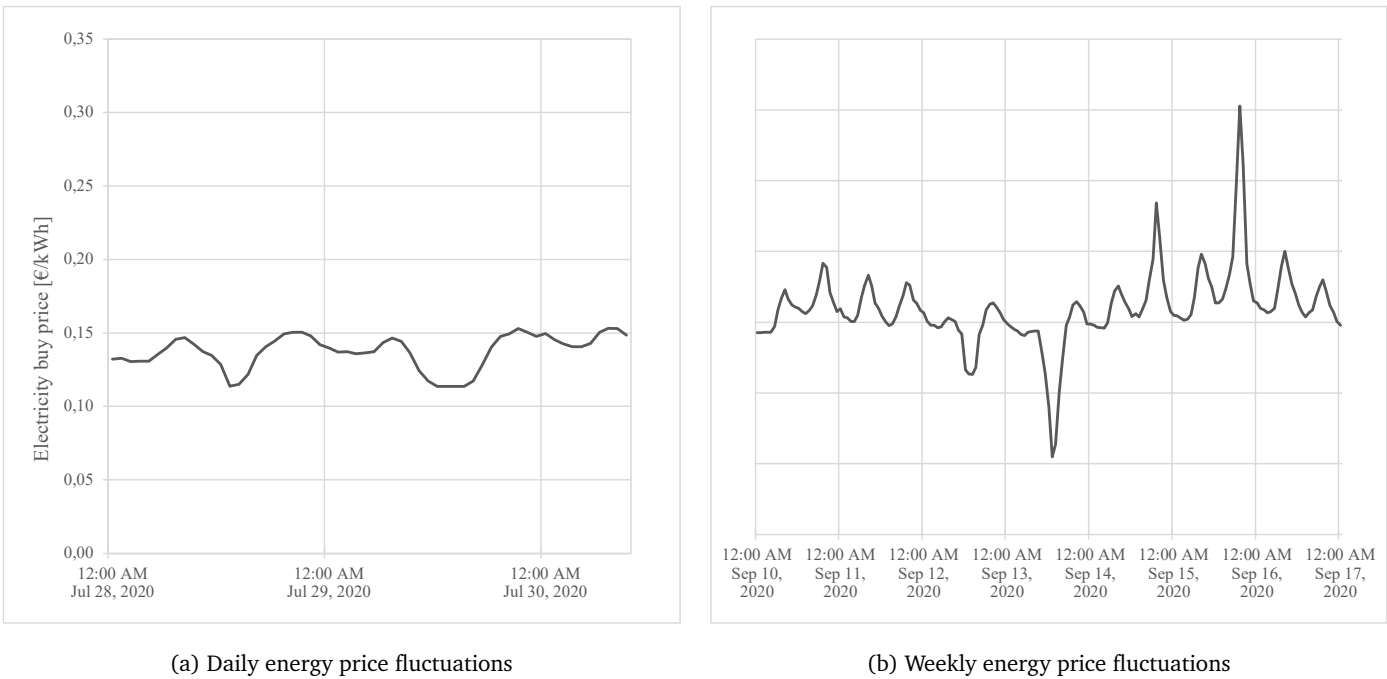 0,35
0,30
0,25
0,20
0,15
0,10
0,05
0,00
Electricity buy price [€/kWh]
12:00 AM
Jul 28, 2020
12:00 AM
Jul 29, 2020
12:00 AM
Jul 30, 2020
(a) Daily energy price fluctuations
12:00 AM
Sep 10,
2020
12:00 AM
Sep 11,
2020
12:00 AM
Sep 12,
2020
12:00 AM
Sep 13,
2020
12:00 AM
Sep 14,
2020
12:00 AM
Sep 15,
2020
12:00 AM
Sep 16,
2020
12:00 AM
Sep 17,
2020
(b) Weekly energy price fluctuations